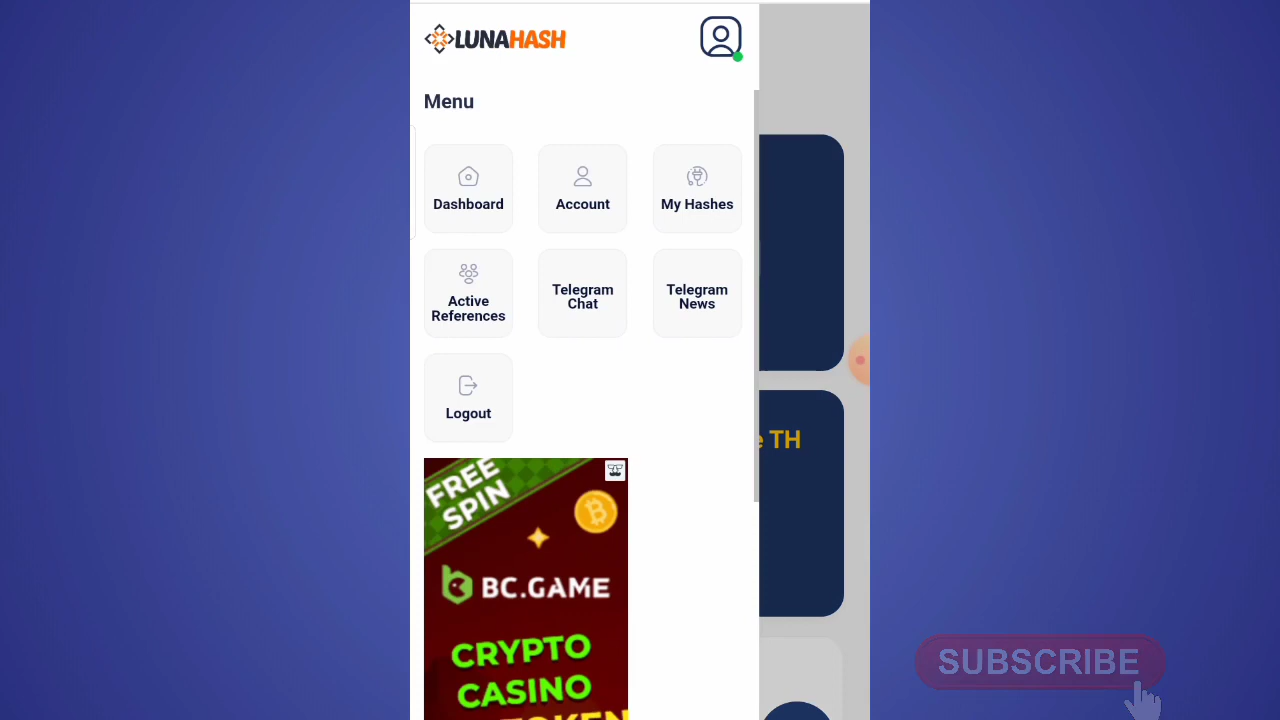 LUNAHASH
Menu
Dashboard
Account
My Hashes
Active
References
Telegram
Chat
Telegram
News
Logout
TH
FREE
SPIN
BC.GAME
CRYPTO
CASINO
TOKEN
SUBSCRIBE